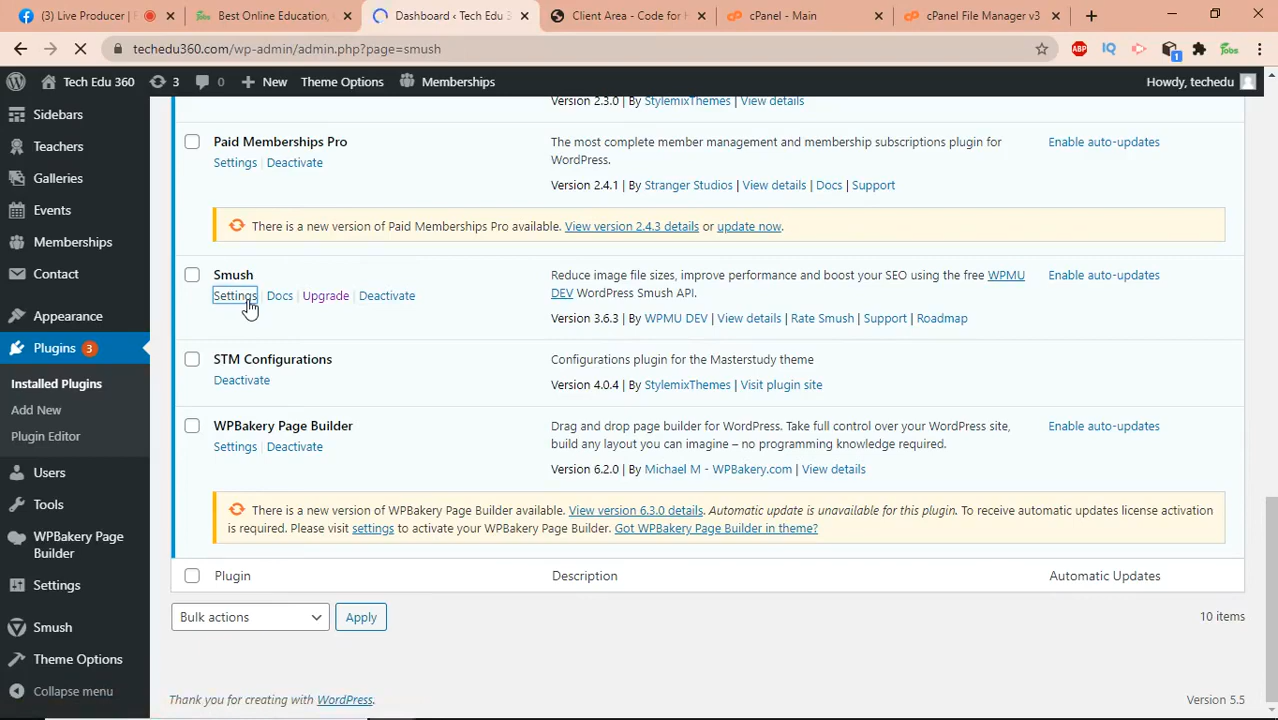 Live Producer |
Best Online Education,
Dashboard ‹ Tech Edu 3
Client Area - Code for
cPanel - Main
cPanel File Manager v3
techedu360.com/wp-admin/admin.php?page=smush
ABP
IQ
1
Jobs
Tech Edu 360
3
0
New
Theme Options
Memberships
Howdy, techedu
Sidebars
Teachers
Galleries
Events
Memberships
Contact
Appearance
Plugins 3
Installed Plugins
Add New
Plugin Editor
Users
Tools
WPBakery Page
Builder
Settings
Smush
Theme Options
Collapse menu
Version 2.3.0 | By StylemixThemes | View details
Paid Memberships Pro
Settings | Deactivate
The most complete member management and membership subscriptions plugin for
WordPress.
Version 2.4.1 | By Stranger Studios | View details | Docs | Support
Enable auto-updates
There is a new version of Paid Memberships Pro available. View version 2.4.3 details or update now.
Smush
Settings | Docs | Upgrade | Deactivate
Reduce image file sizes, improve performance and boost your SEO using the free WPMU
DEV WordPress Smush API.
Version 3.6.3 | By WPMU DEV | View details | Rate Smush | Support | Roadmap
Enable auto-updates
STM Configurations
Deactivate
Configurations plugin for the Masterstudy theme
Version 4.0.4 | By StylemixThemes | Visit plugin site
WPBakery Page Builder
Settings | Deactivate
Drag and drop page builder for WordPress. Take full control over your WordPress site,
build any layout you can imagine – no programming knowledge required.
Version 6.2.0 | By Michael M - WPBakery.com | View details
Enable auto-updates
There is a new version of WPBakery Page Builder available. View version 6.3.0 details. Automatic update is unavailable for this plugin. To receive automatic updates license activation
is required. Please visit settings to activate your WPBakery Page Builder. Got WPBakery Page Builder in theme?
Plugin
Description
Automatic Updates
Bulk actions
Apply
10 items
Thank you for creating with WordPress.
Version 5.5